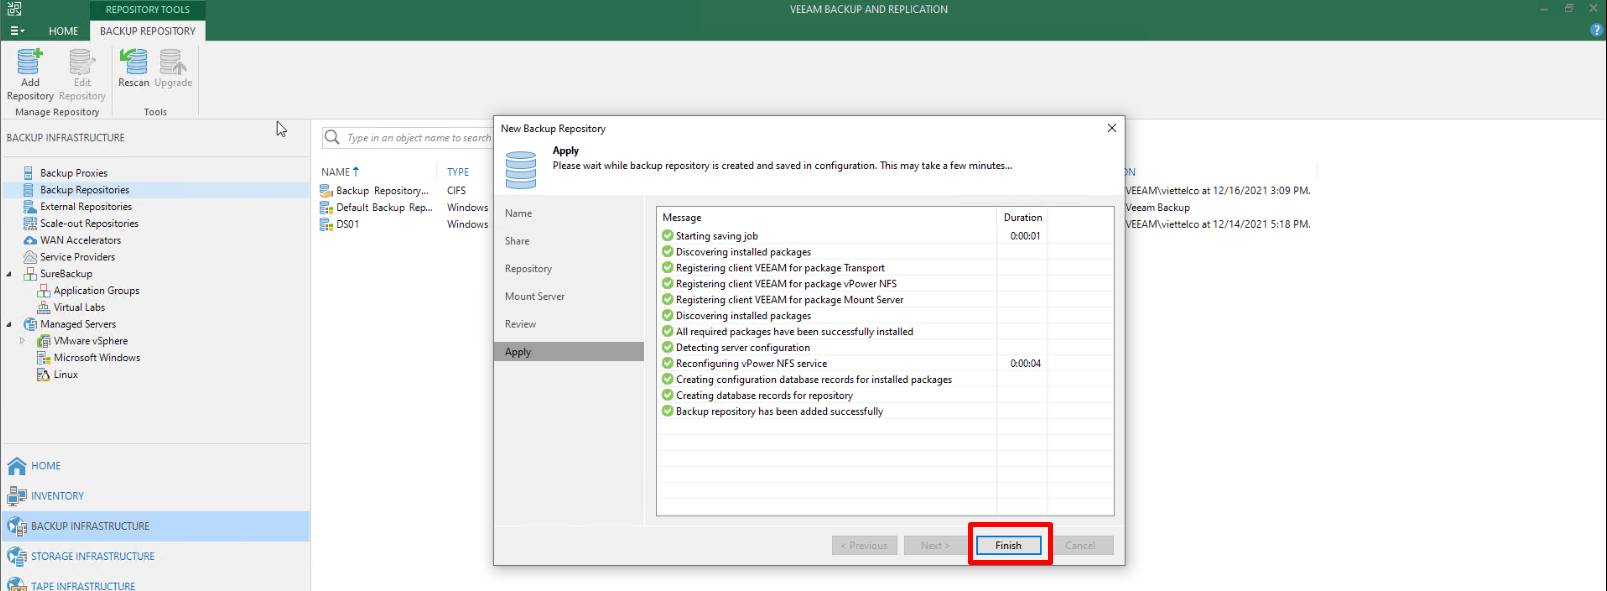 REPOSITORY TOOLS
VEEAM BACKUP AND REPLICATION
HOME
BACKUP REPOSITORY
Add Repository
Edit Repository
Rescan
Upgrade
Manage Repository
Tools
BACKUP INFRASTRUCTURE
Backup Proxies
Backup Repositories
External Repositories
Scale-out Repositories
WAN Accelerators
Service Providers
SureBackup
Application Groups
Virtual Labs
Managed Servers
VMware vSphere
Microsoft Windows
Linux
HOME
INVENTORY
BACKUP INFRASTRUCTURE
STORAGE INFRASTRUCTURE
TAPE INFRASTRUCTURE
Type in an object name to search
NAME TYPE
Backup Repository... CIFS
Default Backup Rep... Windows
DS01 Windows
ON
VEEAM\viettelco at 12/16/2021 3:09 PM.
Veeam Backup
VEEAM\viettelco at 12/14/2021 5:18 PM.
New Backup Repository
Apply
Please wait while backup repository is created and saved in configuration. This may take a few minutes...
Name
Share
Repository
Mount Server
Review
Apply
Message Duration
Starting saving job 0:00:01
Discovering installed packages
Registering client VEEAM for package Transport
Registering client VEEAM for package vPower NFS
Registering client VEEAM for package Mount Server
Discovering installed packages
All required packages have been successfully installed
Detecting server configuration
Reconfiguring vPower NFS service 0:00:04
Creating configuration database records for installed packages
Creating database records for repository
Backup repository has been added successfully
< Previous
Next >
Finish
Cancel